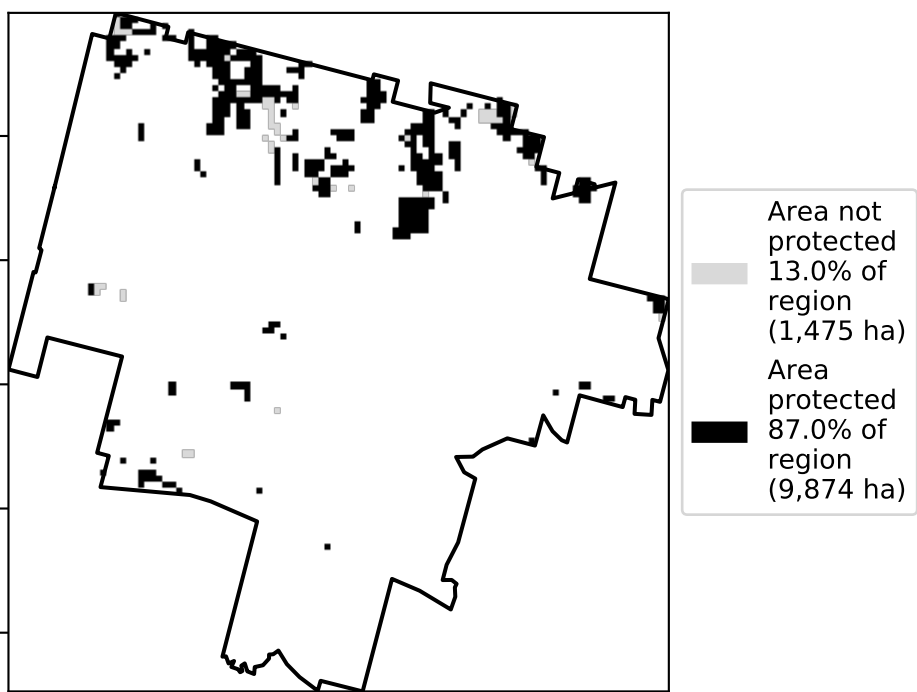 Area not
protected
13.0% of
region
(1,475 ha)
Area
protected
87.0% of
region
(9,874 ha)